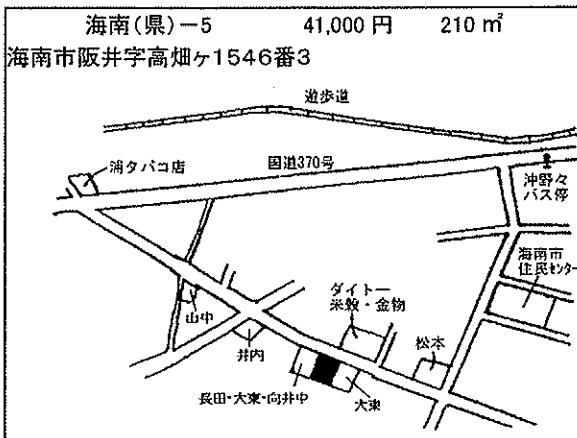 海南(県)-5 41,000 円 210 ㎡
海南市阪井字高畑ヶ1546番3
遊歩道
浦タバコ店
国道370号
沖野々
バス停
海南市
住民センター
ダイトー
米穀・金物
山中
井内
松本
長田・大東・向井中
大東